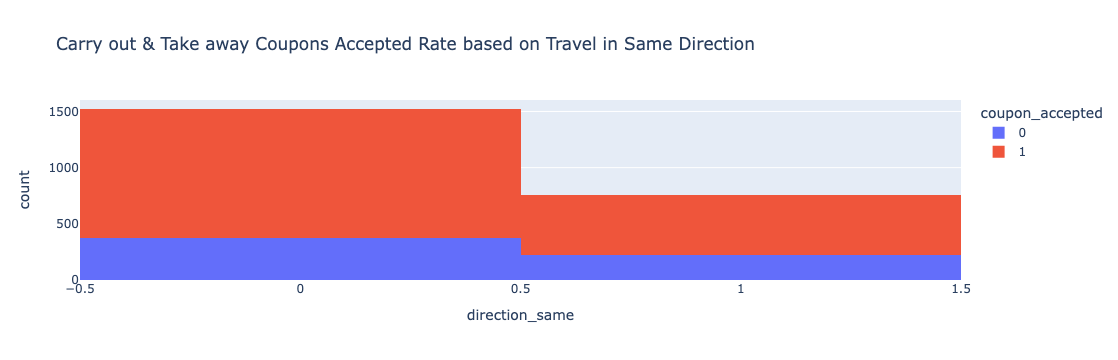 Carry out & Take away Coupons Accepted Rate based on Travel in Same Direction
coupon_accepted
0
1
1500
1000
500
0
count
−0.5
0
0.5
1
1.5
direction_same